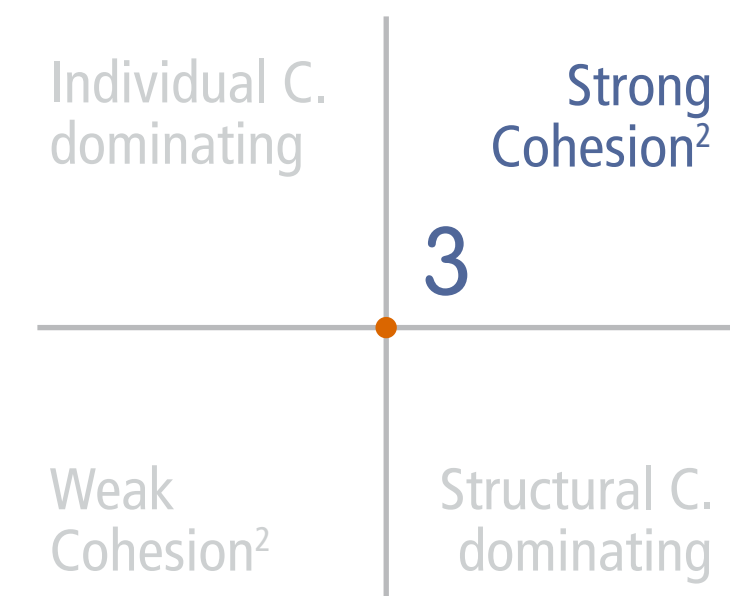 Individual C.
dominating
Strong
Cohesion²
3
Weak
Cohesion²
Structural C.
dominating